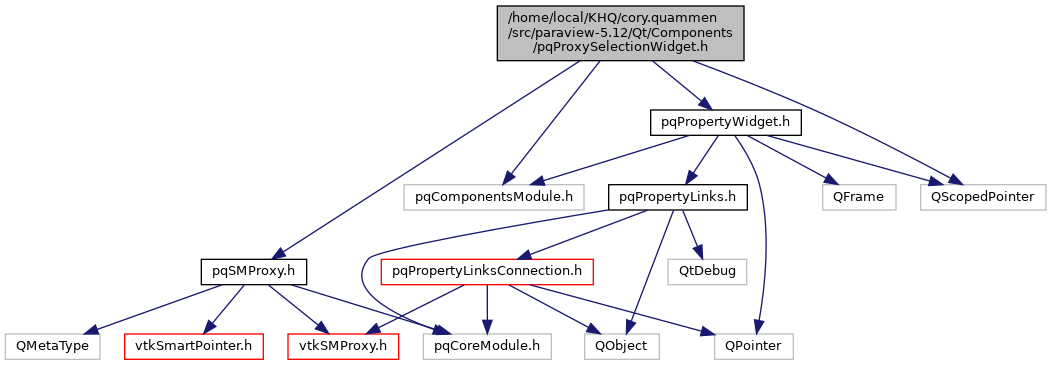 /home/local/KHQ/cory.quammen
/src/paraview-5.12/Qt/Components
/pqProxySelectionWidget.h
pqPropertyWidget.h
pqComponentsModule.h
pqPropertyLinks.h
QFrame
QScopedPointer
pqSMProxy.h
pqPropertyLinksConnection.h
QtDebug
QMetaType
vtkSmartPointer.h
vtkSMProxy.h
pqCoreModule.h
QObject
QPointer